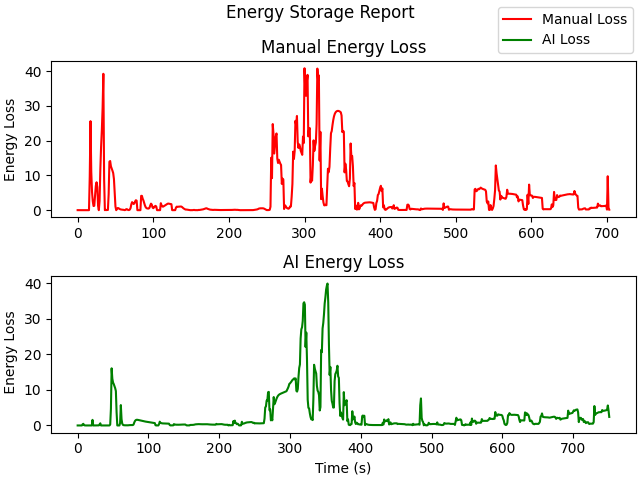 Energy Storage Report
Manual Loss
AI Loss
Manual Energy Loss
Energy Loss
40
30
20
10
0
0 100 200 300 400 500 600 700
AI Energy Loss
Energy Loss
40
30
20
10
0
0 100 200 300 400 500 600 700
Time (s)